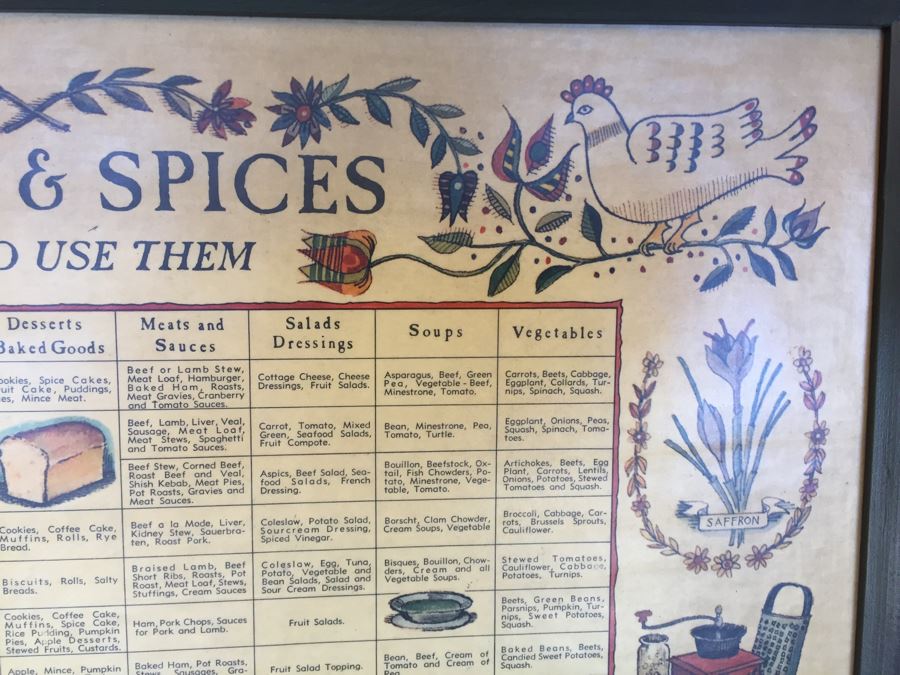 & SPICES
USE THEM
Desserts
Baked Goods
Meats and
Sauces
Salads
Dressings
Soups
Vegetables
Spice Cakes,
Cake, Puddings,
Mince Meat.
Beef or Lamb Stew,
Meat Loaf, Hamburger,
Baked Ham, Roasts,
Meat Gravies, Cranberry
and Tomato Sauces.
Cottage Cheese, Cheese
Dressings, Fruit Salads.
Asparagus, Beef, Green
Pea, Vegetable-Beef,
Minestrone, Tomato.
Carrots, Beets, Cabbage,
Eggplant, Collards, Tur-
nips, Spinach, Squash.
Beef, Lamb, Liver, Veal,
Sausage, Meat Loaf,
Meat Stews, Spaghetti
and Tomato Sauces.
Carrot, Tomato, Mixed
Green, Seafood Salads,
Fruit Compote.
Bean, Minestrone, Pea,
Tomato, Turtle.
Eggplant, Onions, Peas,
Squash, Spinach, Toma-
toes.
Beef Stew, Corned Beef,
Roast Beef and Veal,
Shish Kebab, Meat Pies,
Pot Roasts, Gravies and
Meat Sauces.
Aspics, Beef Salad, Sea-
food Salads, French
Dressing.
Bouillon, Beefstock, Ox-
tail, Fish Chowders, Po-
tato, Minestrone, Vege-
table, Tomato.
Artichokes, Beets, Egg
Plant, Carrots, Lentils,
Onions, Potatoes, Stewed
Tomatoes and Squash.
Cookies, Coffee Cake,
Muffins, Rolls, Rye
Bread.
Beef a la Mode, Liver,
Kidney Stew, Sauerbra-
ten, Roast Pork.
Coleslaw, Potato Salad,
Sourcream Dressing,
Spiced Vinegar.
Borscht, Clam Chowder,
Cream Soups, Vegetable
Broccoli, Cabbage, Car-
rots, Brussels Sprouts,
Cauliflower.
Biscuits, Rolls, Salty
Breads.
Braised Lamb, Beef
Short Ribs, Roasts, Pot
Roast, Meat Loaf, Stews,
Stuffings, Cream Sauces
Coleslaw, Egg, Tuna,
Potato, Vegetable and
Bean Salads, Salad and
Sour Cream Dressings.
Bisques, Bouillon, Chow-
ders, Cream and all
Vegetable Soups.
Stewed Tomatoes,
Cauliflower, Cabbage,
Potatoes, Turnips.
Cookies, Coffee Cake,
Muffins, Spice Cake,
Rice Pudding, Pumpkin
Pies, Apple Desserts,
Stewed Fruits, Custards.
Ham, Pork Chops, Sauces
for Pork and Lamb.
Fruit Salads.
Beets, Green Beans,
Parsnips, Pumpkin, Tur-
nips, Sweet Potatoes,
Squash.
Apple, Mince, Pumpkin
Baked Ham, Pot Roasts,
Stews, Sausages, Gra-
Fruit Salad Topping.
Bean, Beef, Cream of
Tomato and Cream of
Pea.
Baked Beans, Beets,
Candied Sweet Potatoes,
Squash.
SAFFRON